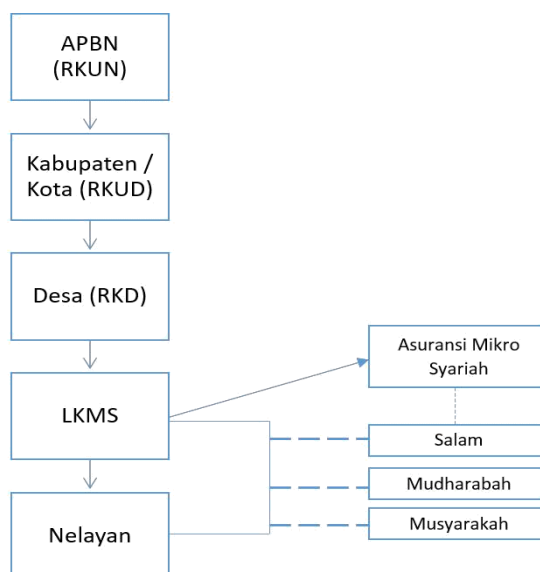 APBN
(RKUN)
Kabupaten /
Kota (RKUD)
Desa (RKD)
LKMS
Nelayan
Asuransi Mikro
Syariah
Salam
Mudharabah
Musyarakah